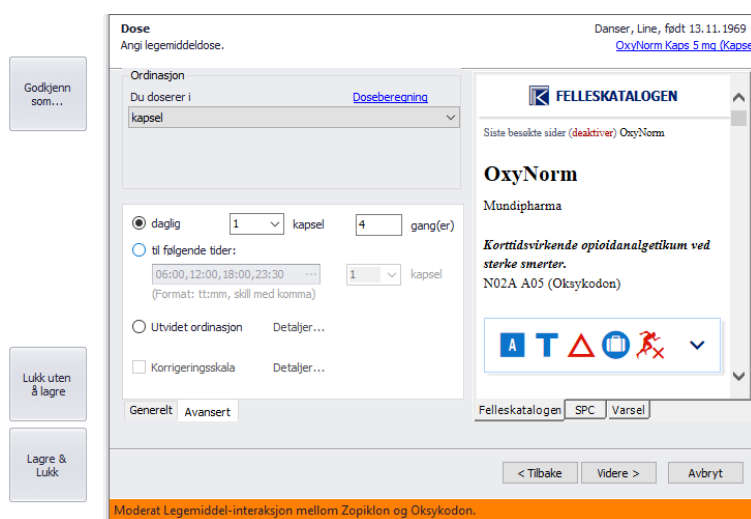 Godkjenn
som...
Lukk uten
å lagre
Lagre &
Lukk
Dose
Angi legemiddeldose.
Danser, Line, født 13.11.1969
OxyNorm Kaps 5 mg (Kapse
Ordinasjon
Du doserer i
Doseberegning
kapsel
daglig 1 kapsel 4 gang(er)
til følgende tider:
06:00,12:00,18:00,23:30 ... 1 kapsel
(Format: tt:mm, skill med komma)
Utvidet ordinasjon Detaljer...
Korrigeringsskala Detaljer...
Generelt Avansert
FELLESKATALOGEN
Siste besøkte sider (deaktiver) OxyNorm
OxyNorm
Mundipharma
Korttidsvirkende opioidanalgetikum ved
sterke smerter.
N02A A05 (Oksykodon)
A T
Felleskatalogen SPC Varsel
< Tilbake Videre > Avbryt
Moderat Legemiddel-interaksjon mellom Zopiklon og Oksykodon.